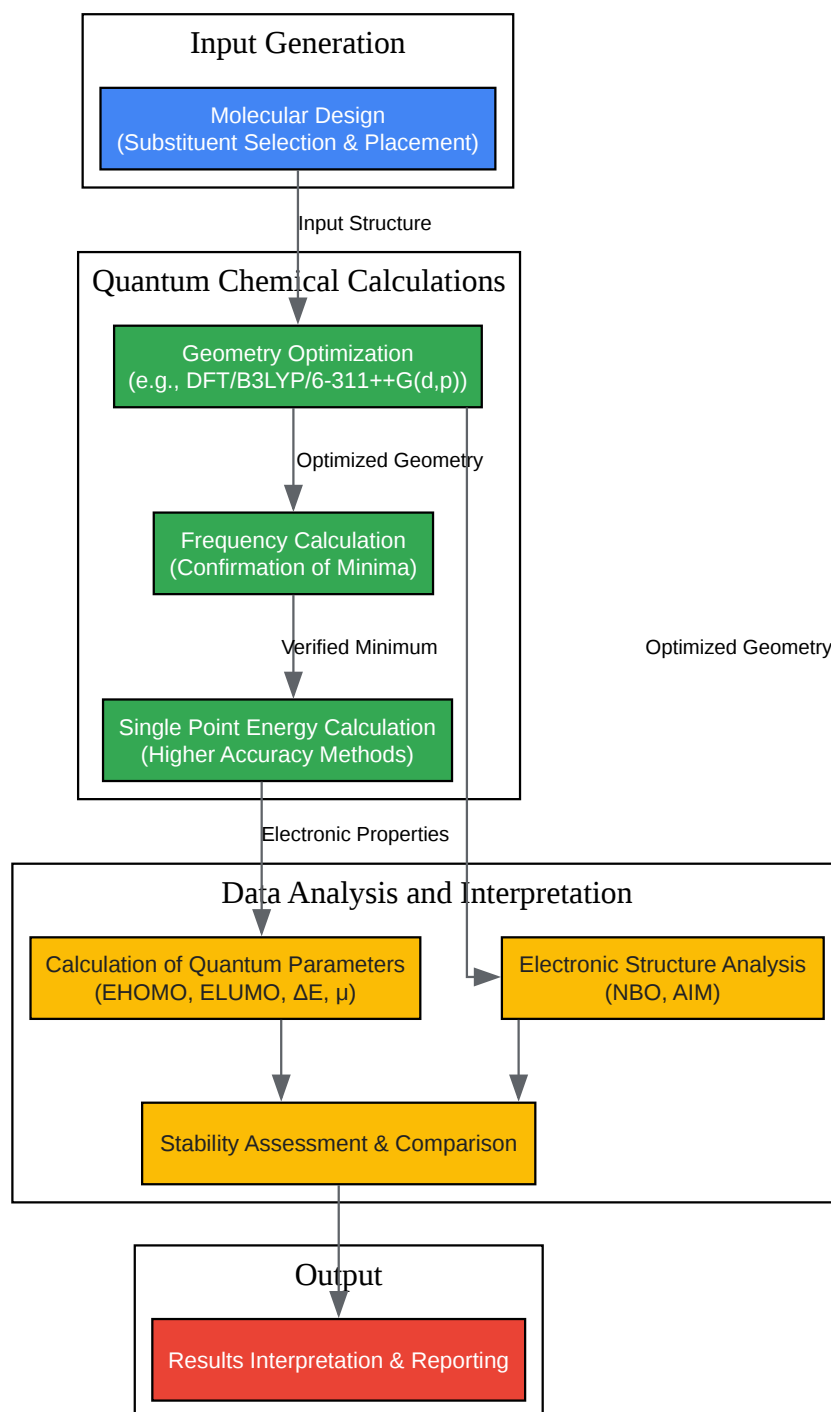 Input Generation
Molecular Design
(Substituent Selection & Placement)
Input Structure
Quantum Chemical Calculations
Geometry Optimization
(e.g., DFT/B3LYP/6-311++G(d,p))
Optimized Geometry
Frequency Calculation
(Confirmation of Minima)
Verified Minimum
Optimized Geometry
Single Point Energy Calculation
(Higher Accuracy Methods)
Electronic Properties
Data Analysis and Interpretation
Calculation of Quantum Parameters
(EHOMO, ELUMO, ΔE, μ)
Electronic Structure Analysis
(NBO, AIM)
Stability Assessment & Comparison
Output
Results Interpretation & Reporting